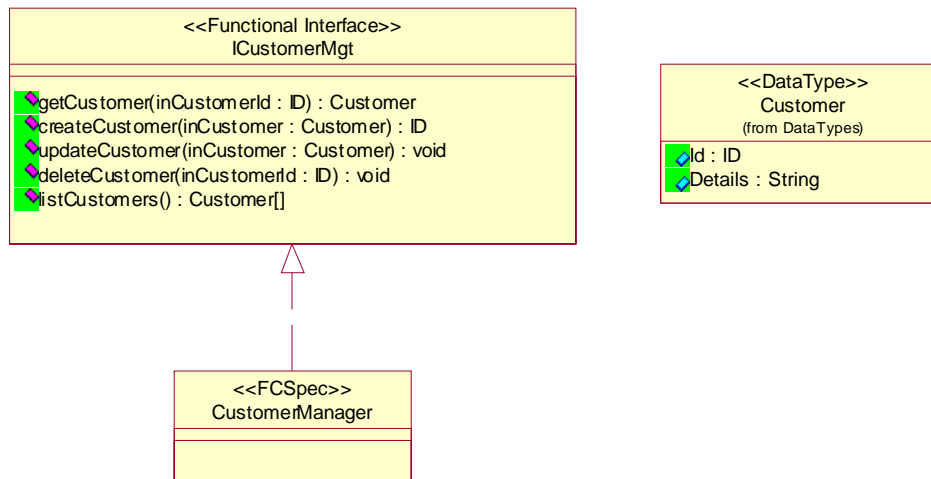 <<Functional Interface>>
ICustomerMgt
getCustomer(inCustomerId : ID) : Customer
createCustomer(inCustomer : Customer) : ID
updateCustomer(inCustomer : Customer) : void
deleteCustomer(inCustomerId : ID) : void
listCustomers() : Customer[]
<<DataType>>
Customer
(from DataTypes)
Id : ID
Details : String
<<FCSpec>>
CustomerManager